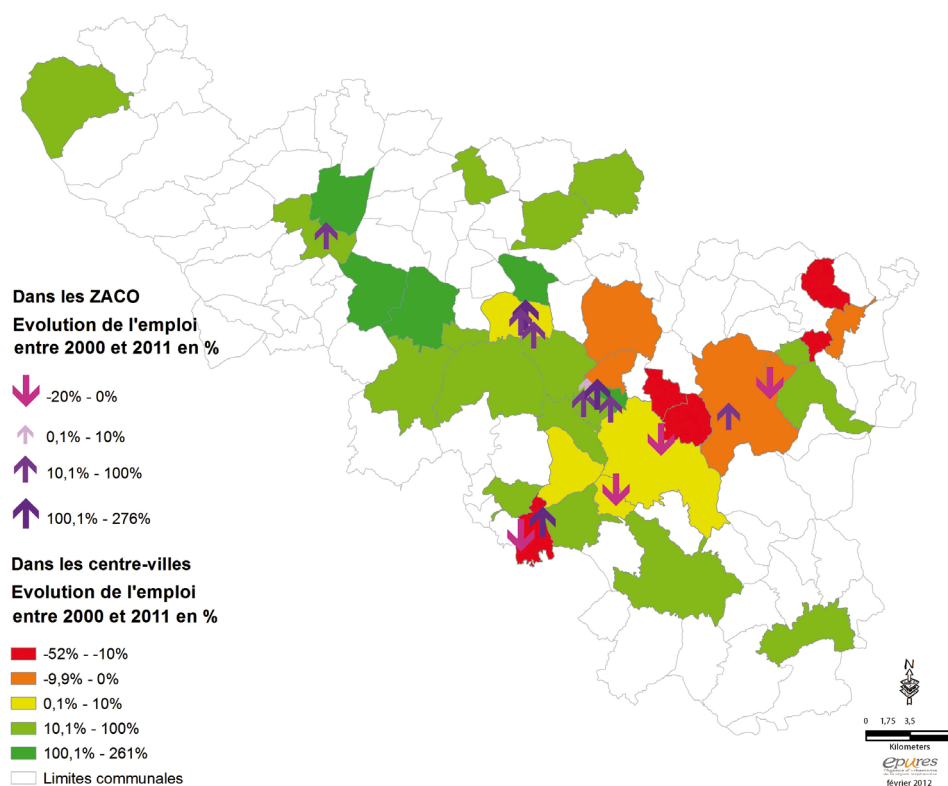 Dans les ZACO
Evolution de l'emploi
entre 2000 et 2011 en %
-20% - 0%
0,1% - 10%
10,1% - 100%
100,1% - 276%
Dans les centre-villes
Evolution de l'emploi
entre 2000 et 2011 en %
-52% - -10%
-9,9% - 0%
0,1% - 10%
10,1% - 100%
100,1% - 261%
Limites communales
N
0 1,75 3,5
Kilometers
epures
février 2012